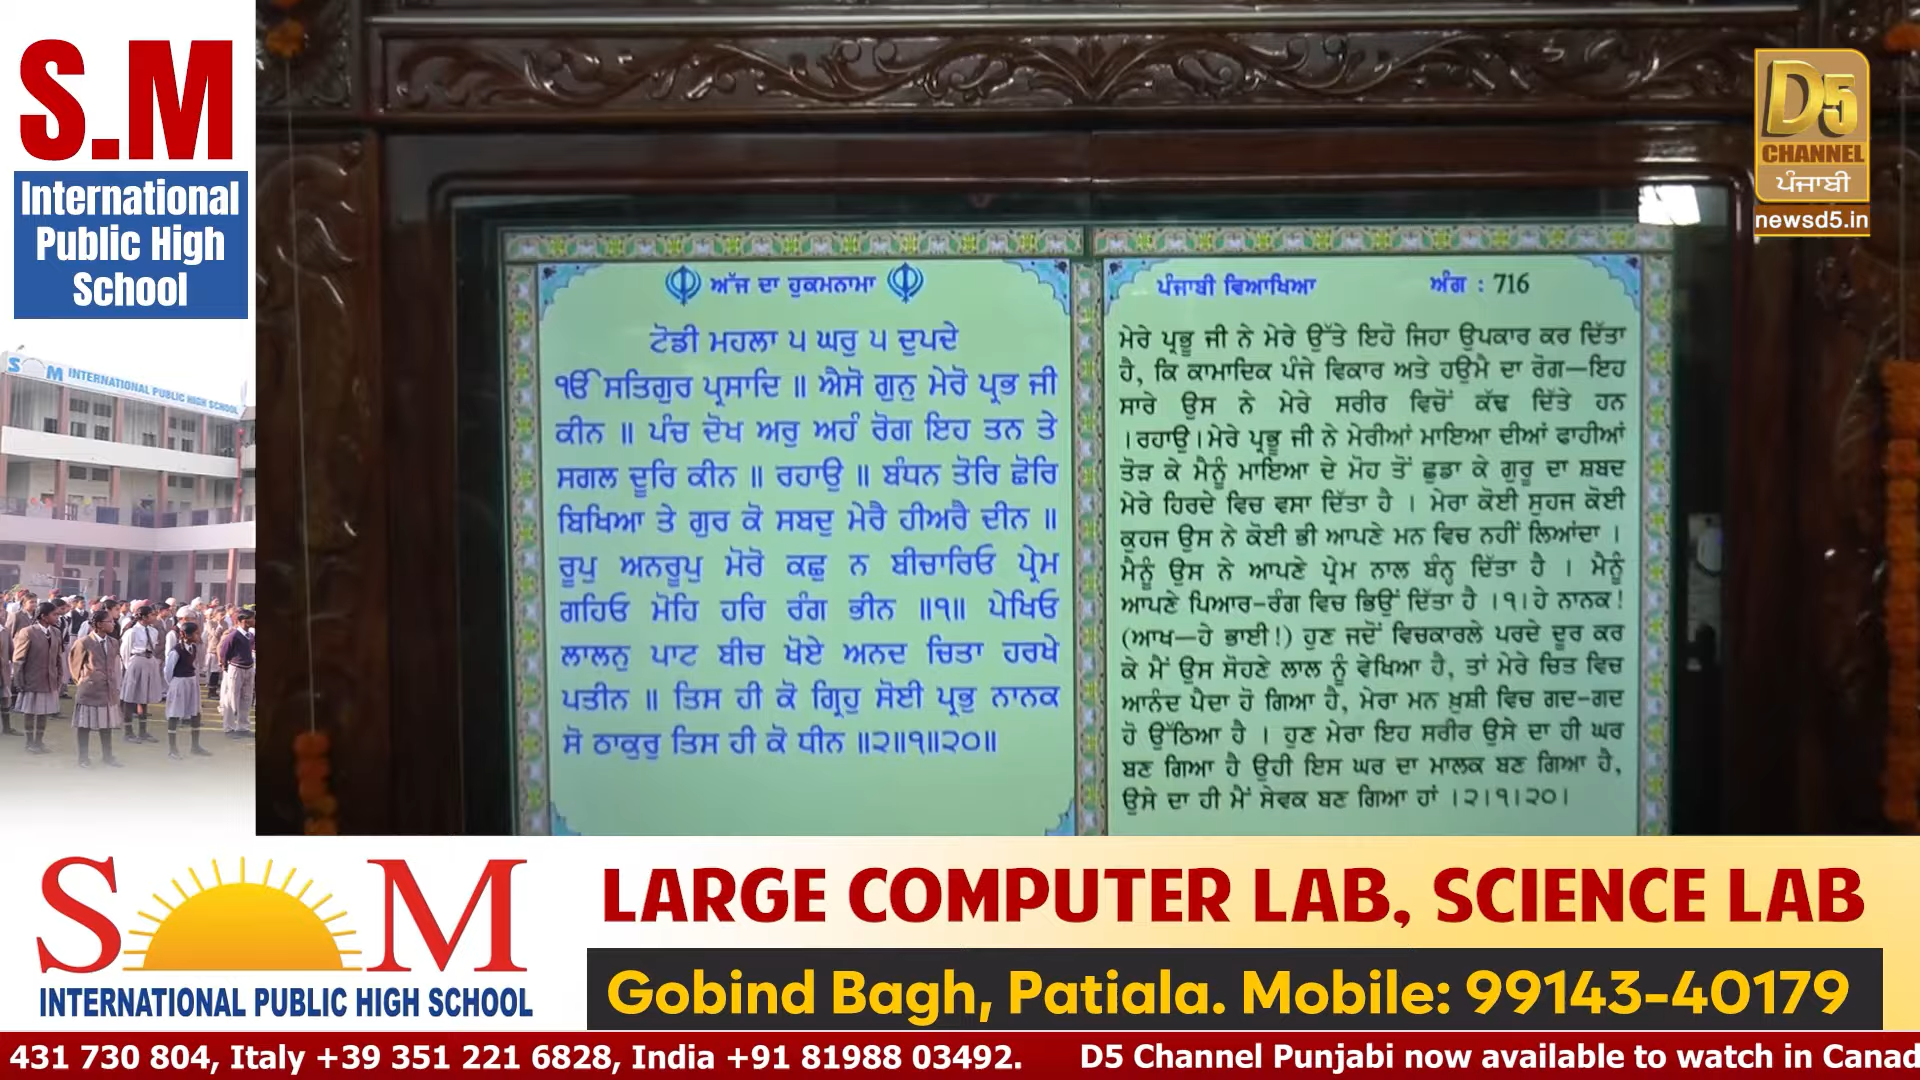 S.M
International
Public High
School
S M INTERNATIONAL PUBLIC HIGH SCHOOL
D5
CHANNEL
ਪੰਜਾਬੀ
newsd5.in
ਅੱਜ ਦਾ ਹੁਕਮਨਾਮਾ
ਟੋਡੀ ਮਹਲਾ ੫ ਘਰੁ ੫ ਦੁਪਦੇ
ੴ ਸਤਿਗੁਰ ਪ੍ਰਸਾਦਿ ॥ ਐਸੋ ਗੁਨੁ ਮੇਰੋ ਪ੍ਰਭ ਜੀ
ਕੀਨ ॥ ਪੰਚ ਦੋਖ ਅਰੁ ਅਹੰ ਰੋਗ ਇਹ ਤਨ ਤੇ
ਸਗਲ ਦੂਰਿ ਕੀਨ ॥ ਰਹਾਉ ॥ ਬੰਧਨ ਤੋਰਿ ਛੋਰਿ
ਬਿਖਿਆ ਤੇ ਗੁਰ ਕੋ ਸਬਦੁ ਮੇਰੈ ਹੀਅਰੈ ਦੀਨ ॥
ਰੂਪੁ ਅਨਰੂਪੁ ਮੋਰੋ ਕਛੁ ਨ ਬੀਚਾਰਿਓ ਪ੍ਰੇਮ
ਗਹਿਓ ਮੋਹਿ ਹਰਿ ਰੰਗ ਭੀਨ ॥੧॥ ਪੇਖਿਓ
ਲਾਲਨੁ ਪਾਟ ਬੀਚ ਖੋਏ ਅਨਦ ਚਿਤਾ ਹਰਖੇ
ਪਤੀਨ ॥ ਤਿਸ ਹੀ ਕੋ ਗ੍ਰਿਹੁ ਸੋਈ ਪ੍ਰਭੁ ਨਾਨਕ
ਸੋ ਠਾਕੁਰੁ ਤਿਸ ਹੀ ਕੋ ਧੀਨ ॥੨॥੧॥੨੦॥
ਪੰਜਾਬੀ ਵਿਆਖਿਆ ਅੰਗ : 716
ਮੇਰੇ ਪ੍ਰਭੂ ਜੀ ਨੇ ਮੇਰੇ ਉੱਤੇ ਇਹੋ ਜਿਹਾ ਉਪਕਾਰ ਕਰ ਦਿੱਤਾ
ਹੈ, ਕਿ ਕਾਮਾਦਿਕ ਪੰਜੇ ਵਿਕਾਰ ਅਤੇ ਹਉਮੈ ਦਾ ਰੋਗ—ਇਹ
ਸਾਰੇ ਉਸ ਨੇ ਮੇਰੇ ਸਰੀਰ ਵਿਚੋਂ ਕੱਢ ਦਿੱਤੇ ਹਨ
।ਰਹਾਉ।ਮੇਰੇ ਪ੍ਰਭੂ ਜੀ ਨੇ ਮੇਰੀਆਂ ਮਾਇਆ ਦੀਆਂ ਫਾਹੀਆਂ
ਤੋੜ ਕੇ ਮੈਨੂੰ ਮਾਇਆ ਦੇ ਮੋਹ ਤੋਂ ਛੁਡਾ ਕੇ ਗੁਰੂ ਦਾ ਸ਼ਬਦ
ਮੇਰੇ ਹਿਰਦੇ ਵਿਚ ਵਸਾ ਦਿੱਤਾ ਹੈ । ਮੇਰਾ ਕੋਈ ਸੁਹਜ ਕੋਈ
ਕੁਹਜ ਉਸ ਨੇ ਕੋਈ ਭੀ ਆਪਣੇ ਮਨ ਵਿਚ ਨਹੀਂ ਲਿਆਂਦਾ ।
ਮੈਨੂੰ ਉਸ ਨੇ ਆਪਣੇ ਪ੍ਰੇਮ ਨਾਲ ਬੰਨ੍ਹ ਦਿੱਤਾ ਹੈ । ਮੈਨੂੰ
ਆਪਣੇ ਪਿਆਰ-ਰੰਗ ਵਿਚ ਭਿਉਂ ਦਿੱਤਾ ਹੈ ।੧।ਹੇ ਨਾਨਕ!
(ਆਖ—ਹੇ ਭਾਈ!) ਹੁਣ ਜਦੋਂ ਵਿਚਕਾਰਲੇ ਪਰਦੇ ਦੂਰ ਕਰ
ਕੇ ਮੈਂ ਉਸ ਸੋਹਣੇ ਲਾਲ ਨੂੰ ਵੇਖਿਆ ਹੈ, ਤਾਂ ਮੇਰੇ ਚਿਤ ਵਿਚ
ਆਨੰਦ ਪੈਦਾ ਹੋ ਗਿਆ ਹੈ, ਮੇਰਾ ਮਨ ਖ਼ੁਸ਼ੀ ਵਿਚ ਗਦ-ਗਦ
ਹੋ ਉੱਠਿਆ ਹੈ । ਹੁਣ ਮੇਰਾ ਇਹ ਸਰੀਰ ਉਸੇ ਦਾ ਹੀ ਘਰ
ਬਣ ਗਿਆ ਹੈ ਉਹੀ ਇਸ ਘਰ ਦਾ ਮਾਲਕ ਬਣ ਗਿਆ ਹੈ,
ਉਸੇ ਦਾ ਹੀ ਮੈਂ ਸੇਵਕ ਬਣ ਗਿਆ ਹਾਂ ।੨।੧।੨੦।
S M
INTERNATIONAL PUBLIC HIGH SCHOOL
LARGE COMPUTER LAB, SCIENCE LAB
Gobind Bagh, Patiala. Mobile: 99143-40179
431 730 804, Italy +39 351 221 6828, India +91 81988 03492. D5 Channel Punjabi now available to watch in Canad